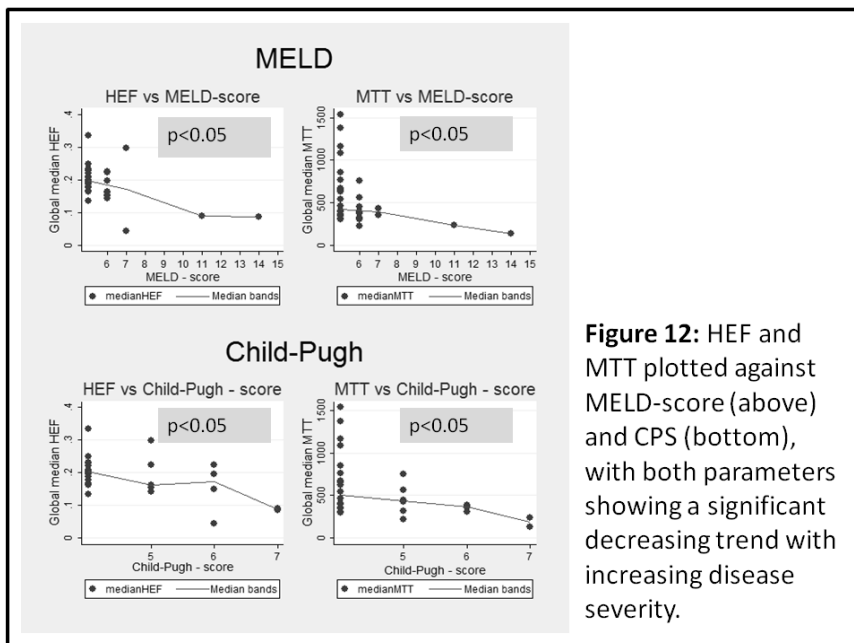 MELD
HEF vs MELD-score
p<0.05
Global median HEF
0 .1 .2 .3 .4
6 7 8 9 10 11 12 13 14 15
MELD - score
medianHEF Median bands
MTT vs MELD-score
p<0.05
Global median MTT
0 500 1000 1500
6 7 8 9 10 11 12 13 14 15
MELD - score
medianMTT Median bands
Child-Pugh
HEF vs Child-Pugh - score
p<0.05
Global median HEF
0 .1 .2 .3 .4
5 6 7
Child-Pugh - score
medianHEF Median bands
MTT vs Child-Pugh - score
p<0.05
Global median MTT
0 500 1000 1500
5 6 7
Child-Pugh - score
medianMTT Median bands
Figure 12: HEF and
MTT plotted against
MELD-score (above)
and CPS (bottom),
with both parameters
showing a significant
decreasing trend with
increasing disease
severity.